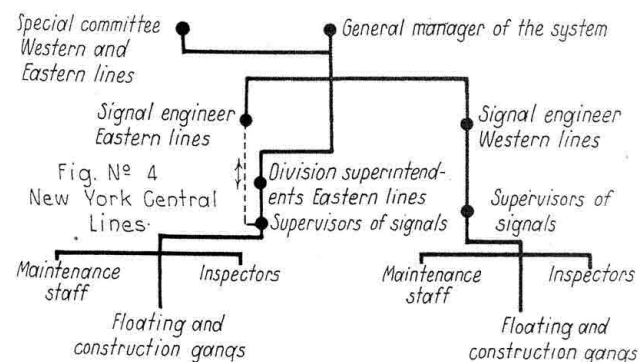 Special committee
Western and
Eastern lines
General manager of the system
Signal engineer
Eastern lines
Signal engineer
Western lines
Fig. Nº 4
New York Central
Lines.
Division superintend-
ents Eastern lines
Supervisors of signals
Supervisors of
signals
Maintenance
staff
Inspectors
Floating and
construction gangs
Maintenance
staff
Inspectors
Floating and
construction gangs